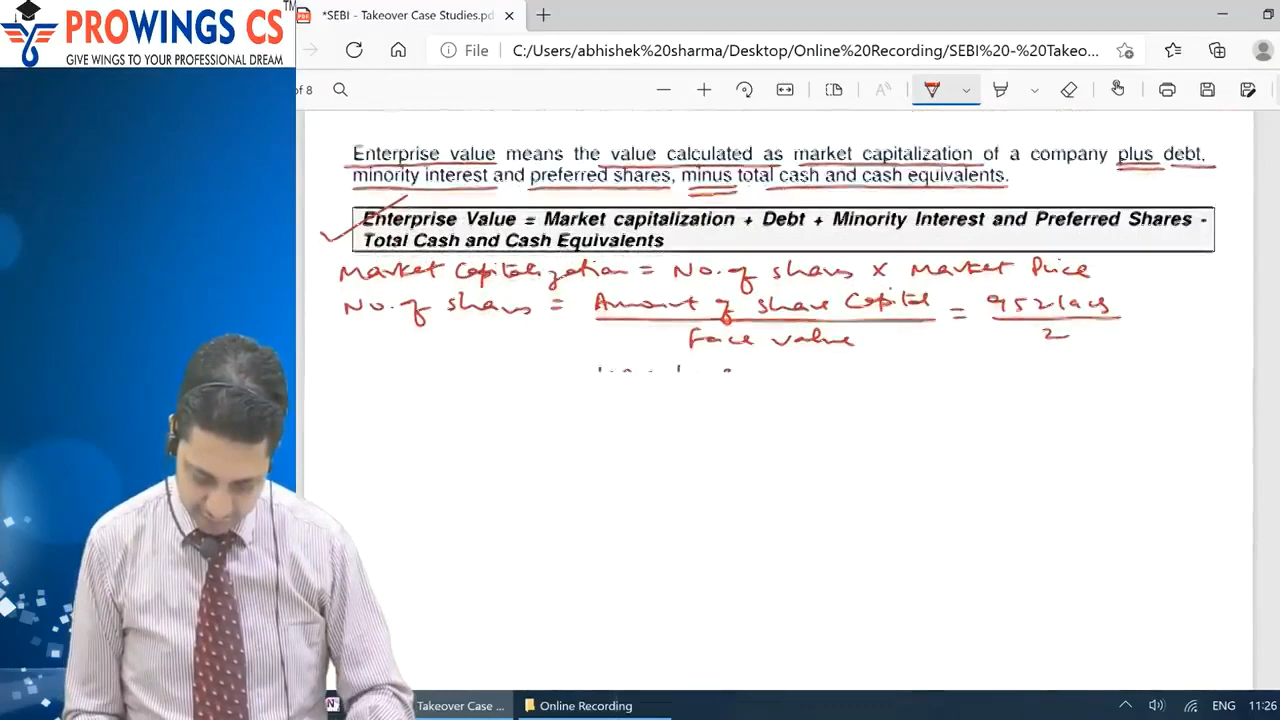 PROWINGS CS™
GIVE WINGS TO YOUR PROFESSIONAL DREAM
*SEBI - Takeover Case Studies.pd
File C:/Users/abhishek%20sharma/Desktop/Online%20Recording/SEBI%20-%20Takeo...
of 8
Enterprise value means the value calculated as market capitalization of a company plus debt,
minority interest and preferred shares, minus total cash and cash equivalents.
Enterprise Value = Market capitalization + Debt + Minority Interest and Preferred Shares -
Total Cash and Cash Equivalents
Market Capitalization = No. of shares x Market Price
No. of shares = Amount of share Capital = 952 lacs
Face value 2
Takeover Case ...
Online Recording
ENG 11:26